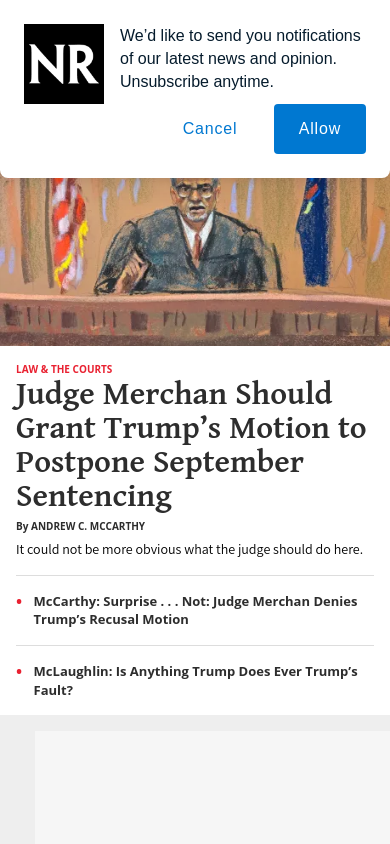 NR
We’d like to send you notifications
of our latest news and opinion.
Unsubscribe anytime.
Cancel
Allow
LAW & THE COURTS
Judge Merchan Should
Grant Trump’s Motion to
Postpone September
Sentencing
By ANDREW C. MCCARTHY
It could not be more obvious what the judge should do here.
• McCarthy: Surprise . . . Not: Judge Merchan Denies
Trump’s Recusal Motion
• McLaughlin: Is Anything Trump Does Ever Trump’s
Fault?